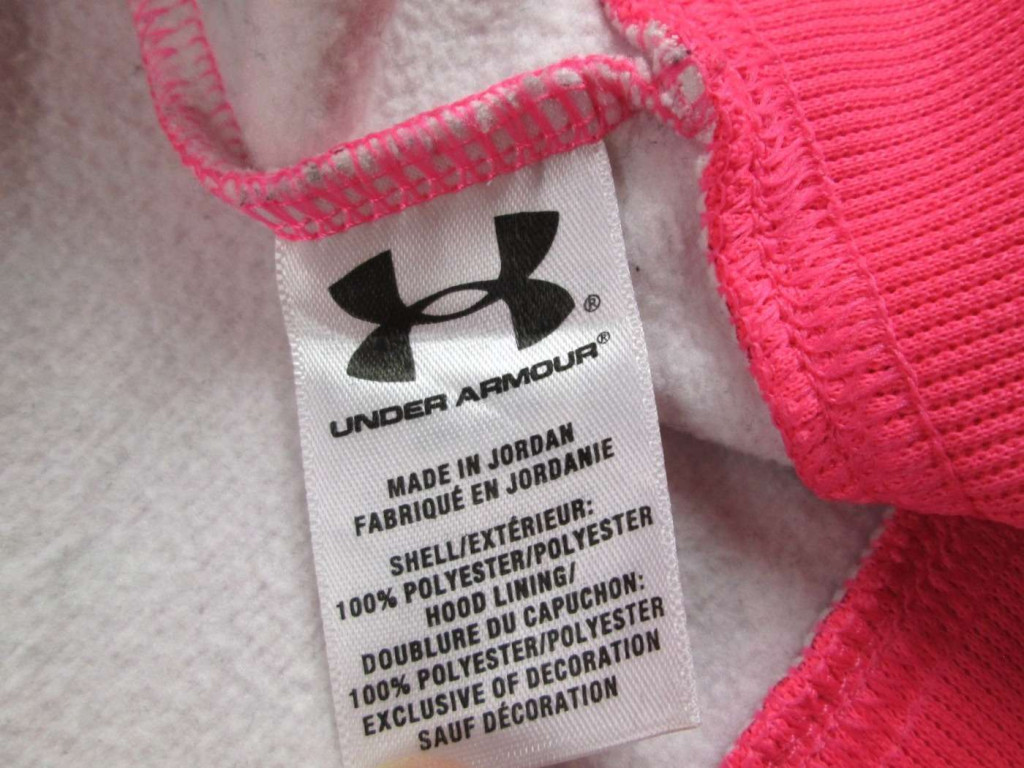 ®
UNDER ARMOUR®
MADE IN JORDAN
FABRIQUÉ EN JORDANIE
SHELL/EXTÉRIEUR:
100% POLYESTER/POLYESTER
HOOD LINING/
DOUBLURE DU CAPUCHON:
100% POLYESTER/POLYESTER
EXCLUSIVE OF DECORATION
SAUF DÉCORATION